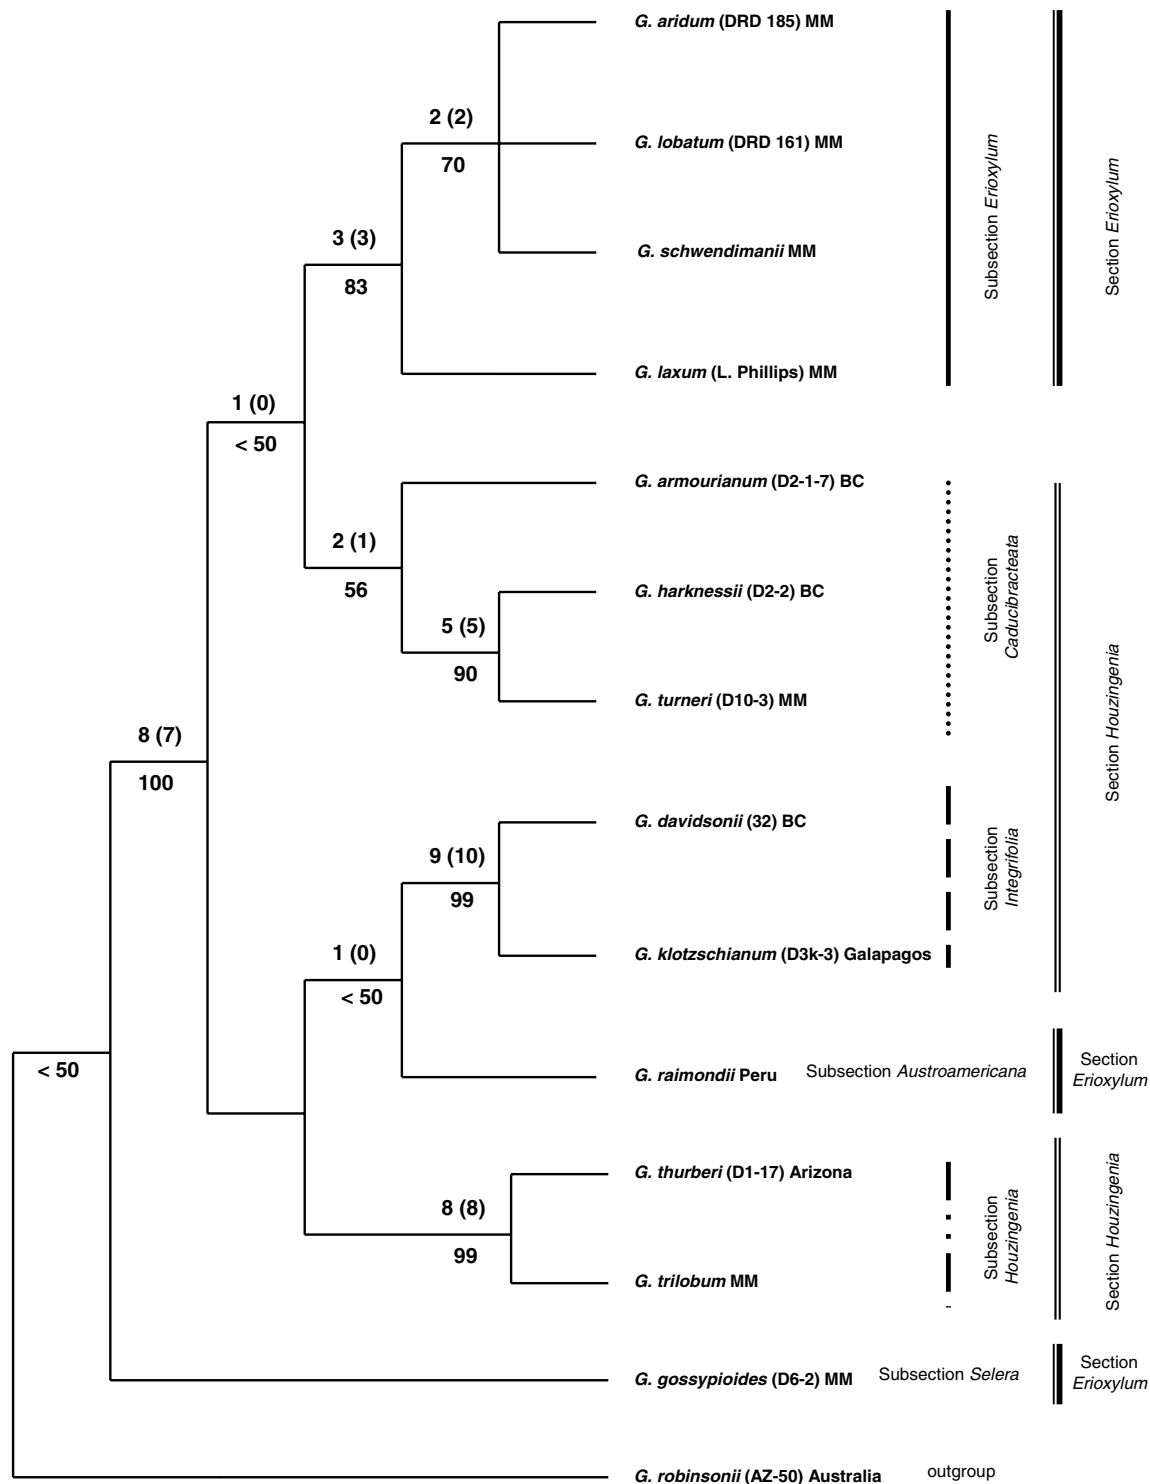 G. aridum (DRD 185) MM
2 (2)
G. lobatum (DRD 161) MM
70
3 (3)
G. schwendimanii MM
83
G. laxum (L. Phillips) MM
Subsection Erioxylum
Section Erioxylum
1 (0)
< 50
G. armourianum (D2-1-7) BC
2 (1)
56
G. harknessii (D2-2) BC
5 (5)
90
G. turneri (D10-3) MM
Subsection
Caducibracteata
Section Houzingenia
8 (7)
100
G. davidsonii (32) BC
9 (10)
99
G. klotzschianum (D3k-3) Galapagos
Subsection
Integrifolia
1 (0)
< 50
< 50
G. raimondii Peru
Subsection Austroamericana
Section
Erioxylum
G. thurberi (D1-17) Arizona
8 (8)
99
G. trilobum MM
Subsection
Houzingenia
Section Houzingenia
G. gossypioides (D6-2) MM
Subsection Selera
Section
Erioxylum
G. robinsonii (AZ-50) Australia
outgroup